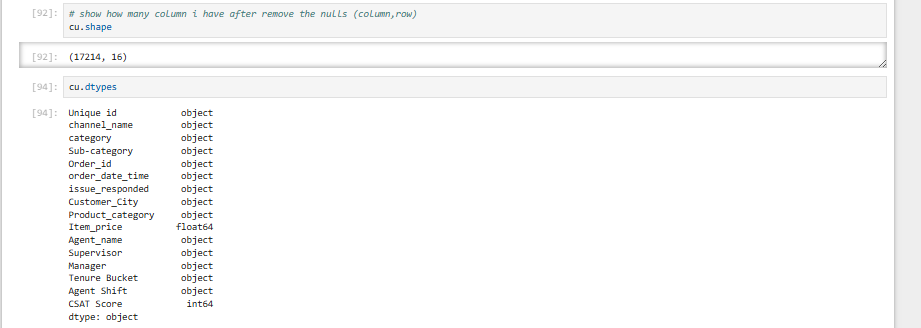 [92]: # show how many column i have after remove the nulls (column,row)
cu.shape
[92]: (17214, 16)
[94]: cu.dtypes
[94]: Unique id object
channel_name object
category object
Sub-category object
Order_id object
order_date_time object
issue_responded object
Customer_City object
Product_category object
Item_price float64
Agent_name object
Supervisor object
Manager object
Tenure Bucket object
Agent Shift object
CSAT Score int64
dtype: object